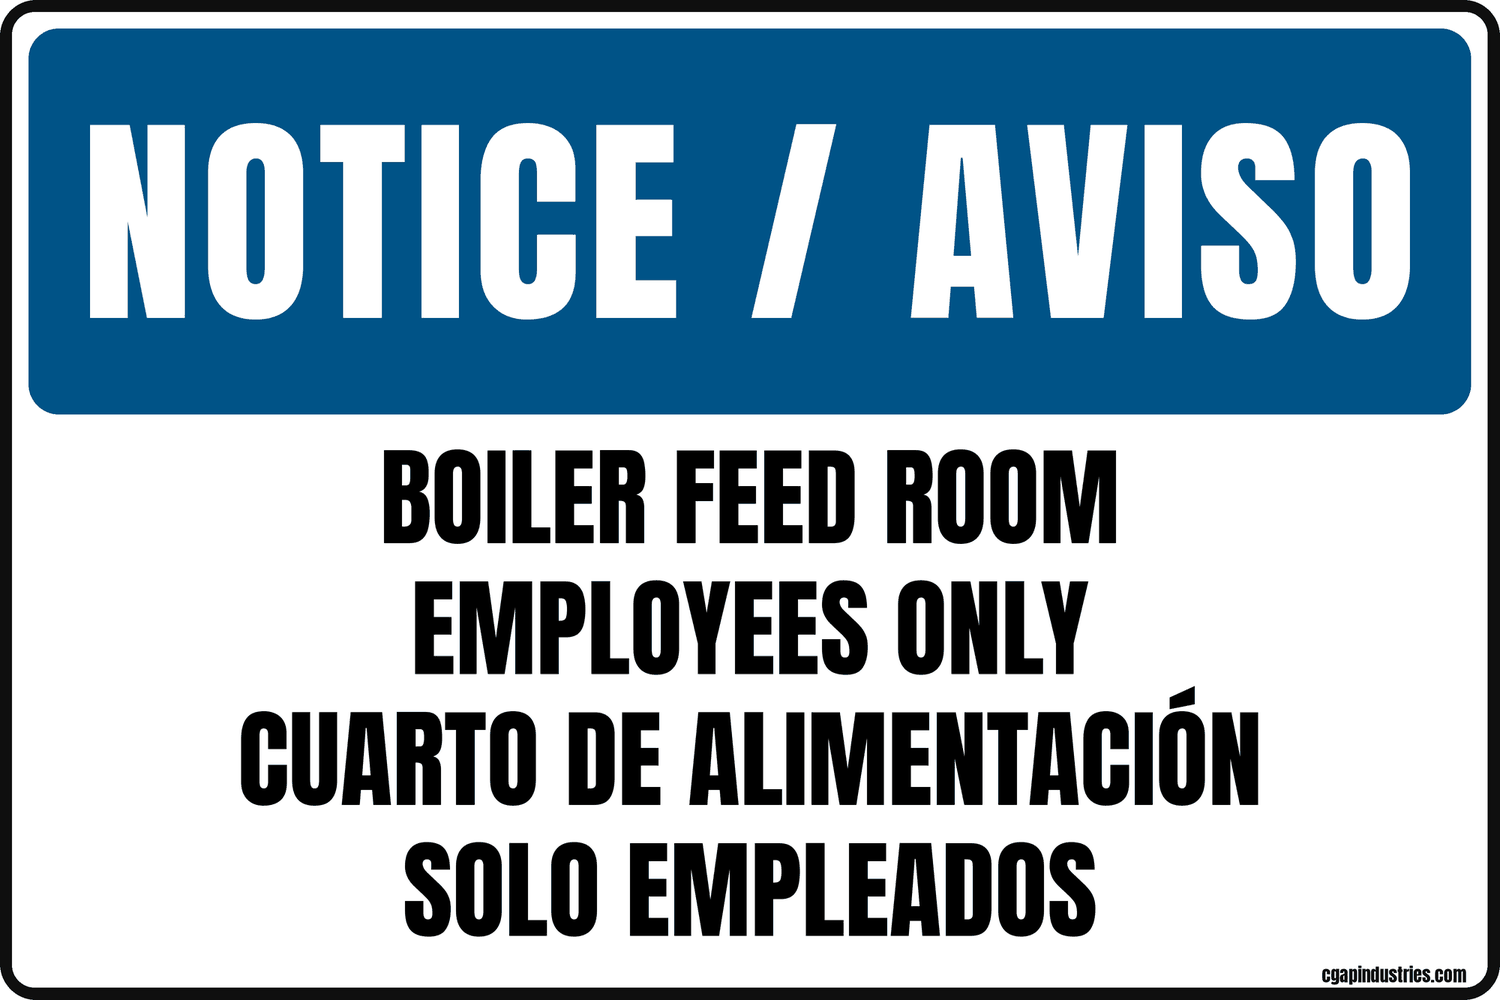 NOTICE / AVISO
BOILER FEED ROOM
EMPLOYEES ONLY
CUARTO DE ALIMENTACIÓN
SOLO EMPLEADOS
cgapindustries.com